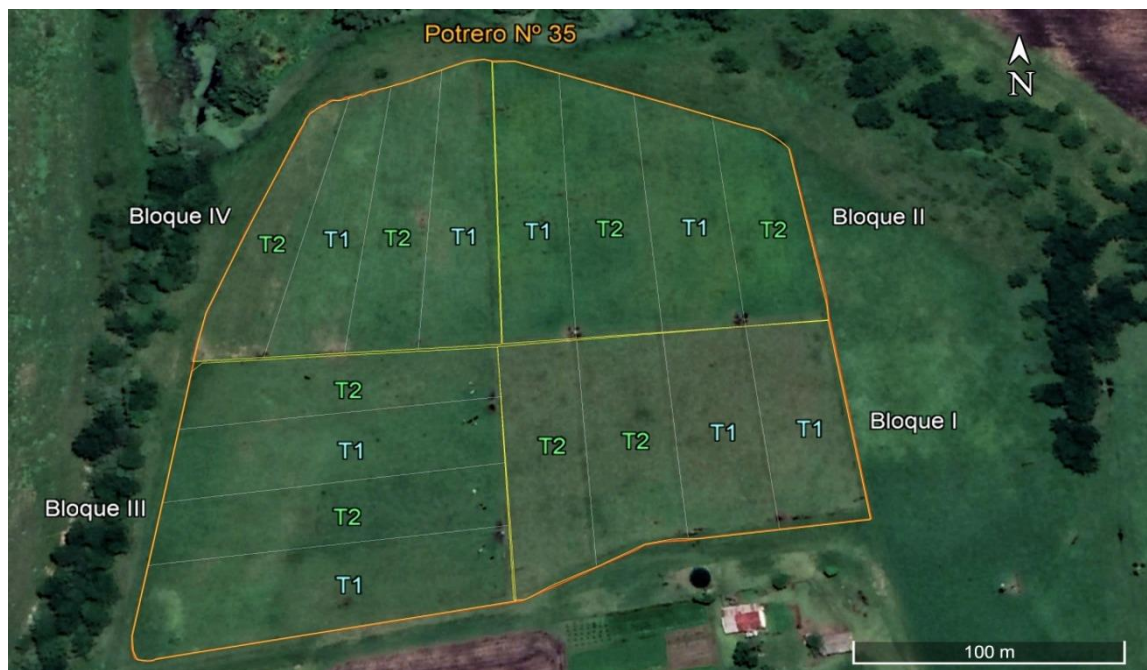 Potrero Nº 35
N
Bloque IV
T2
T1
T2
T1
T1
T2
T1
T2
Bloque II
T2
T1
T2
T1
Bloque III
T2
T2
T1
T1
Bloque I
100 m